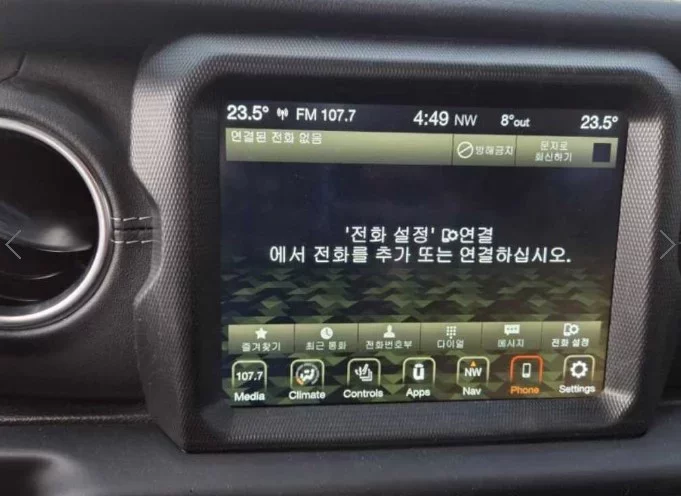 23.5° FM 107.7 4:49 NW 8°out 23.5°
연결된 전화 없음
방해금지
문자로
회신하기
'전화 설정' 연결
에서 전화를 추가 또는 연결하십시오.
즐겨찾기 최근 통화 전화번호부 다이얼 메시지 전화 설정
107.7 NW
Media Climate Controls Apps Nav Phone Settings